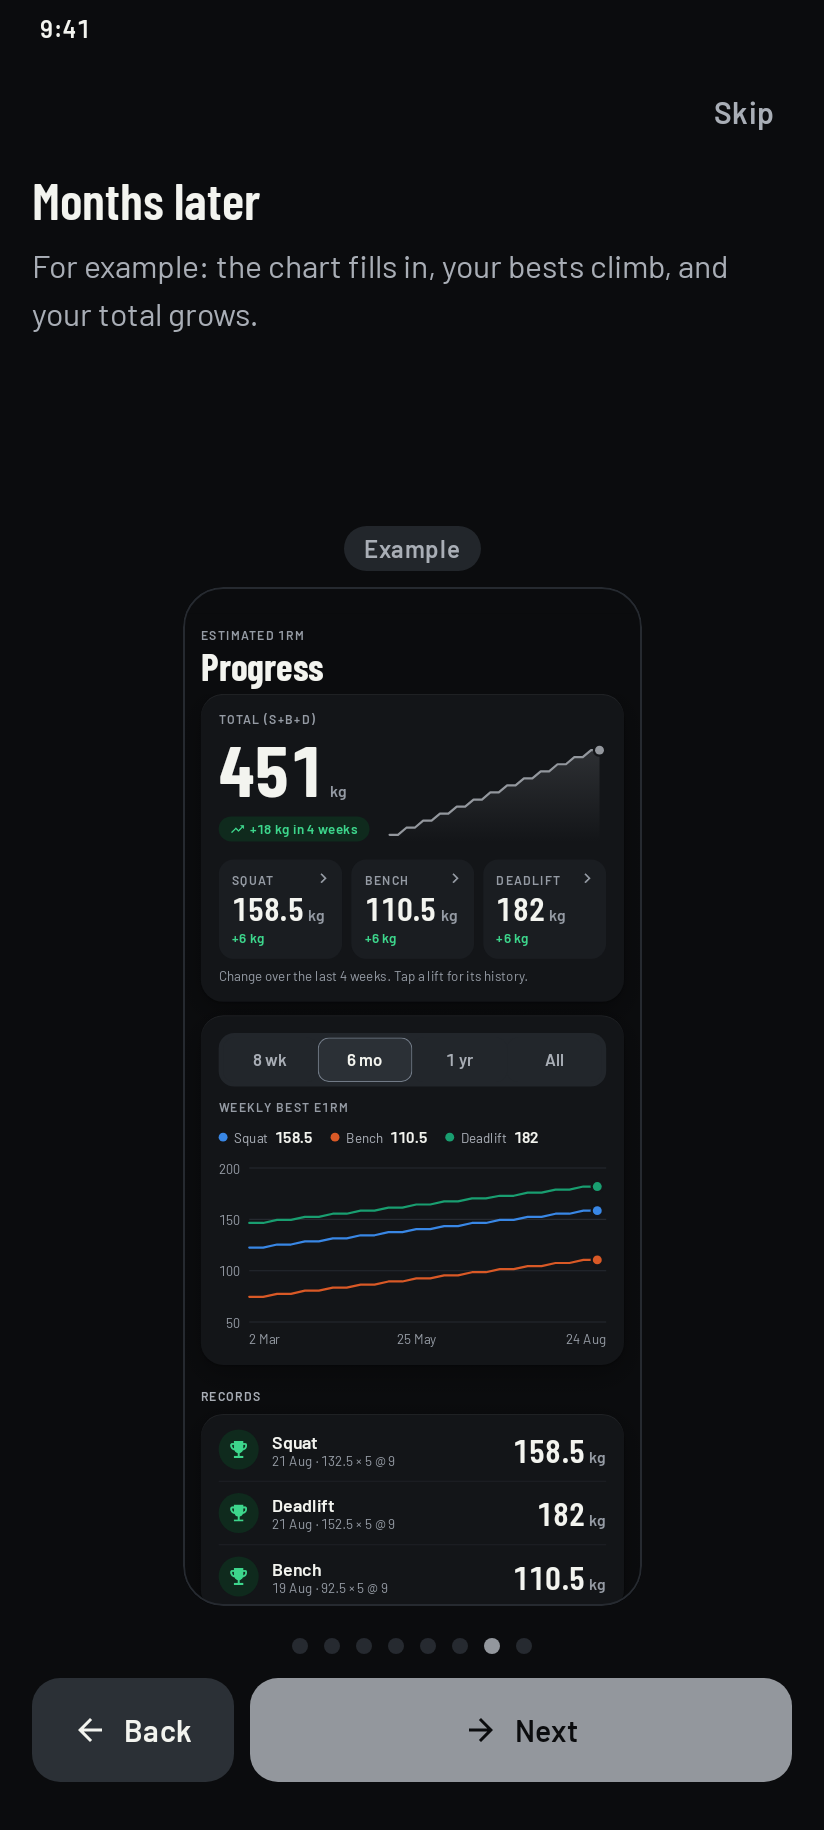 9:41
Skip
Months later
For example: the chart fills in, your bests climb, and
your total grows.
Example
ESTIMATED 1RM
Progress
TOTAL (S+B+D)
451 kg
+18 kg in 4 weeks
SQUAT
158.5 kg
+6 kg
BENCH
110.5 kg
+6 kg
DEADLIFT
182 kg
+6 kg
Change over the last 4 weeks. Tap a lift for its history.
8 wk 6 mo 1 yr All
WEEKLY BEST E1RM
Squat 158.5 Bench 110.5 Deadlift 182
200
150
100
50
2 Mar 25 May 24 Aug
RECORDS
Squat
21 Aug · 132.5 × 5 @ 9
158.5 kg
Deadlift
21 Aug · 152.5 × 5 @ 9
182 kg
Bench
19 Aug · 92.5 × 5 @ 9
110.5 kg
Back
Next